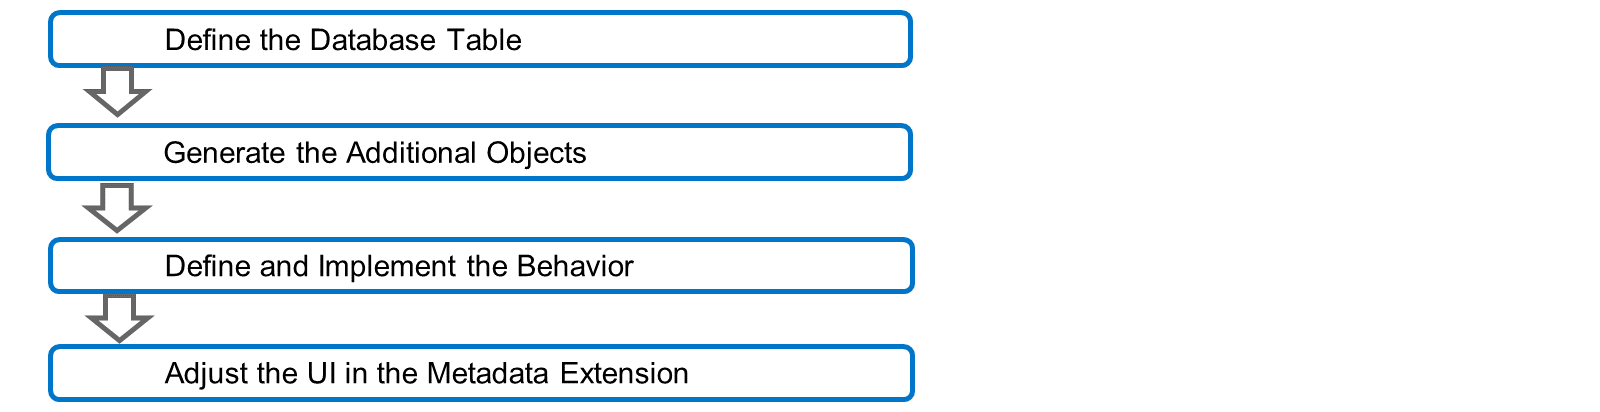 Define the Database Table
Generate the Additional Objects
Define and Implement the Behavior
Adjust the UI in the Metadata Extension